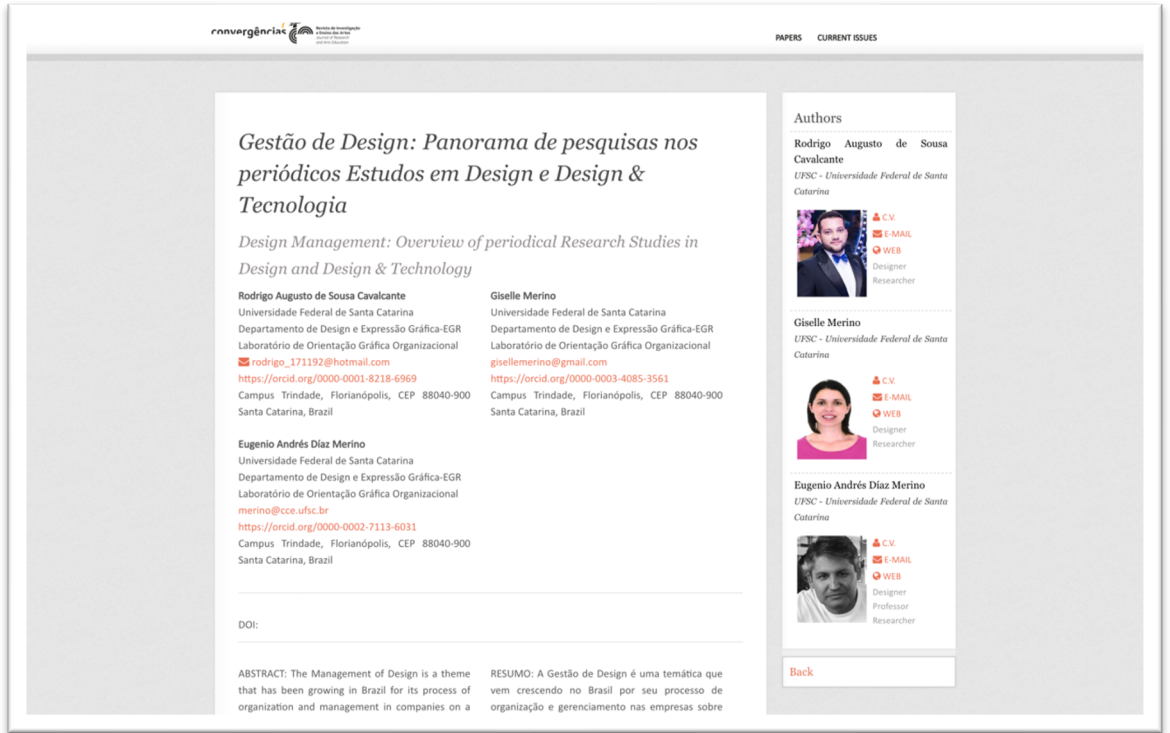 convergências
Revista de Investigação
e Ensino das Artes
Journal of Research
and Arts Education
PAPERS CURRENT ISSUES
Gestão de Design: Panorama de pesquisas nos
periódicos Estudos em Design e Design &
Tecnologia
Design Management: Overview of periodical Research Studies in
Design and Design & Technology
Rodrigo Augusto de Sousa Cavalcante
Universidade Federal de Santa Catarina
Departamento de Design e Expressão Gráfica-EGR
Laboratório de Orientação Gráfica Organizacional
rodrigo_171192@hotmail.com
https://orcid.org/0000-0001-8218-6969
Campus Trindade, Florianópolis, CEP 88040-900
Santa Catarina, Brazil
Giselle Merino
Universidade Federal de Santa Catarina
Departamento de Design e Expressão Gráfica-EGR
Laboratório de Orientação Gráfica Organizacional
gisellemerino@gmail.com
https://orcid.org/0000-0003-4085-3561
Campus Trindade, Florianópolis, CEP 88040-900
Santa Catarina, Brazil
Eugenio Andrés Díaz Merino
Universidade Federal de Santa Catarina
Departamento de Design e Expressão Gráfica-EGR
Laboratório de Orientação Gráfica Organizacional
merino@cce.ufsc.br
https://orcid.org/0000-0002-7113-6031
Campus Trindade, Florianópolis, CEP 88040-900
Santa Catarina, Brazil
DOI:
ABSTRACT: The Management of Design is a theme
that has been growing in Brazil for its process of
organization and management in companies on a
RESUMO: A Gestão de Design é uma temática que
vem crescendo no Brasil por seu processo de
organização e gerenciamento nas empresas sobre
Authors
Rodrigo Augusto de Sousa
Cavalcante
UFSC - Universidade Federal de Santa
Catarina
C.V.
E-MAIL
WEB
Designer
Researcher
Giselle Merino
UFSC - Universidade Federal de Santa
Catarina
C.V.
E-MAIL
WEB
Designer
Researcher
Eugenio Andrés Díaz Merino
UFSC - Universidade Federal de Santa
Catarina
C.V.
E-MAIL
WEB
Designer
Professor
Researcher
Back